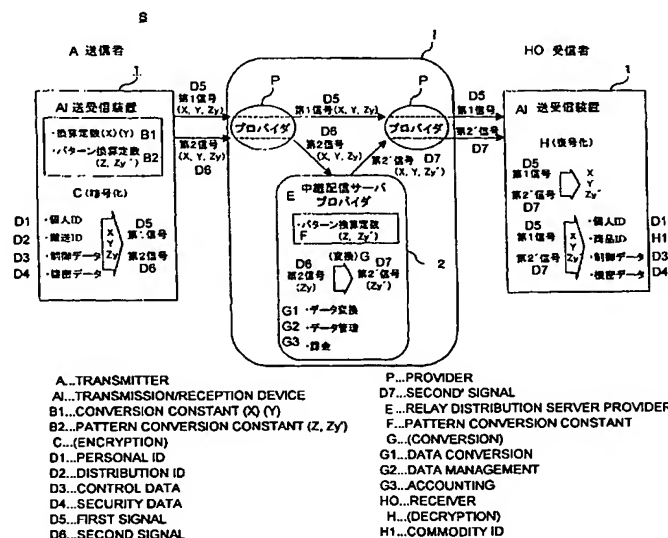 S
A 送信者
HO 受信者
1
1
1
AI 送受信装置
・換算定数(X)(Y) B1
・パターン換算定数
(Z, Zy') B2
C (暗号化)
D1 ・個人ID
D2 ・搬送ID
D3 ・制御データ
D4 ・機密データ
X
Y
Zy
D5
第1信号
第2信号
D6
D5
第1信号
(X, Y, Zy)
第2信号
(X, Y, Zy)
D6
P
プロバイダ
D5
第1信号(X, Y, Zy)
D6
第2信号
(X, Y, Zy)
P
プロバイダ
第2'信号 D7
(X, Y, Zy')
E 中継配信サーバ
プロバイダ
・パターン換算定数
F (Z, Zy')
(変換) G
D6
第2信号
(Zy)
D7
第2'信号
(Zy')
G1 ・データ変換
G2 ・データ管理
G3 ・課金
2
D5
第1信号
第2'信号
D7
AI 送受信装置
H (復号化)
D5
第1信号
第2'信号
D7
X
Y
Zy'
D5
第1信号
第2'信号
D7
X
Y
Zy'
・個人ID D1
・商品ID H1
・制御データ D3
・機密データ D4
A...TRANSMITTER
AI...TRANSMISSION/RECEPTION DEVICE
B1...CONVERSION CONSTANT (X) (Y)
B2...PATTERN CONVERSION CONSTANT (Z, Zy')
C...(ENCRYPTION)
D1...PERSONAL ID
D2...DISTRIBUTION ID
D3...CONTROL DATA
D4...SECURITY DATA
D5...FIRST SIGNAL
D6...SECOND SIGNAL
P...PROVIDER
D7...SECOND' SIGNAL
E...RELAY DISTRIBUTION SERVER PROVIDER
F...PATTERN CONVERSION CONSTANT
G...(CONVERSION)
G1...DATA CONVERSION
G2...DATA MANAGEMENT
G3...ACCOUNTING
HO...RECEIVER
H...(DECRYPTION)
H1...COMMODITY ID